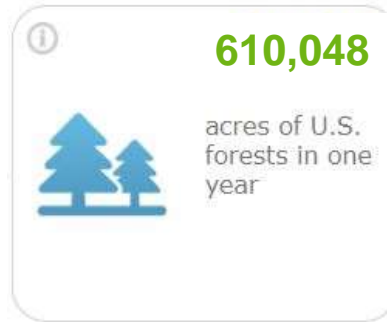 610,048
acres of U.S.
forests in one
year